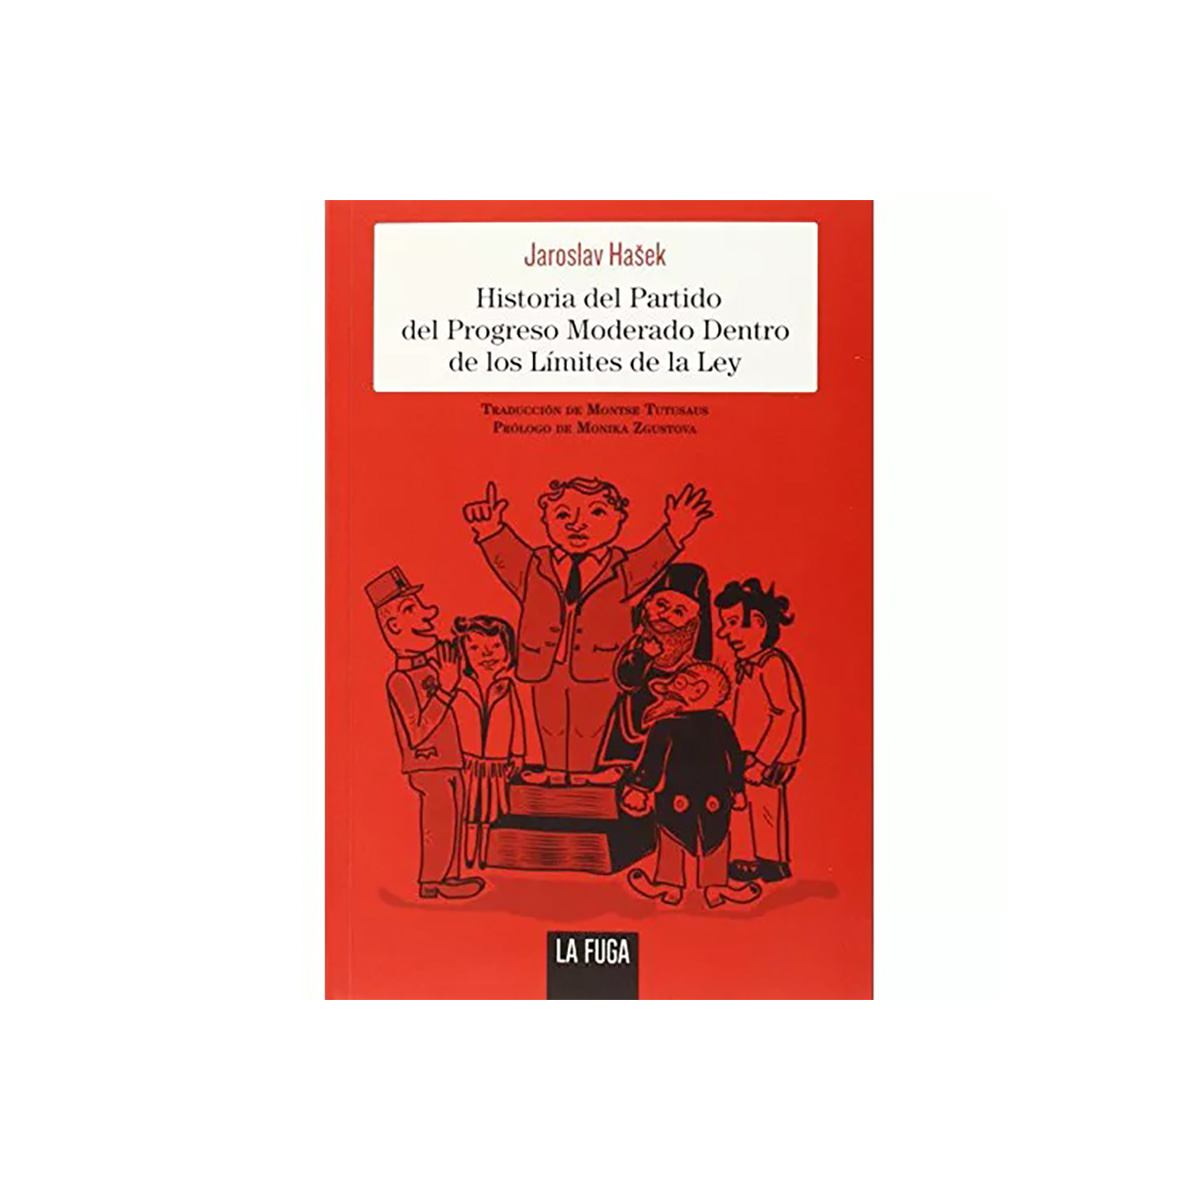 Jaroslav Hašek
Historia del Partido
del Progreso Moderado Dentro
de los Límites de la Ley
Traducción de Montse Tutusaus
Prólogo de Monika Zgustova
LA FUGA